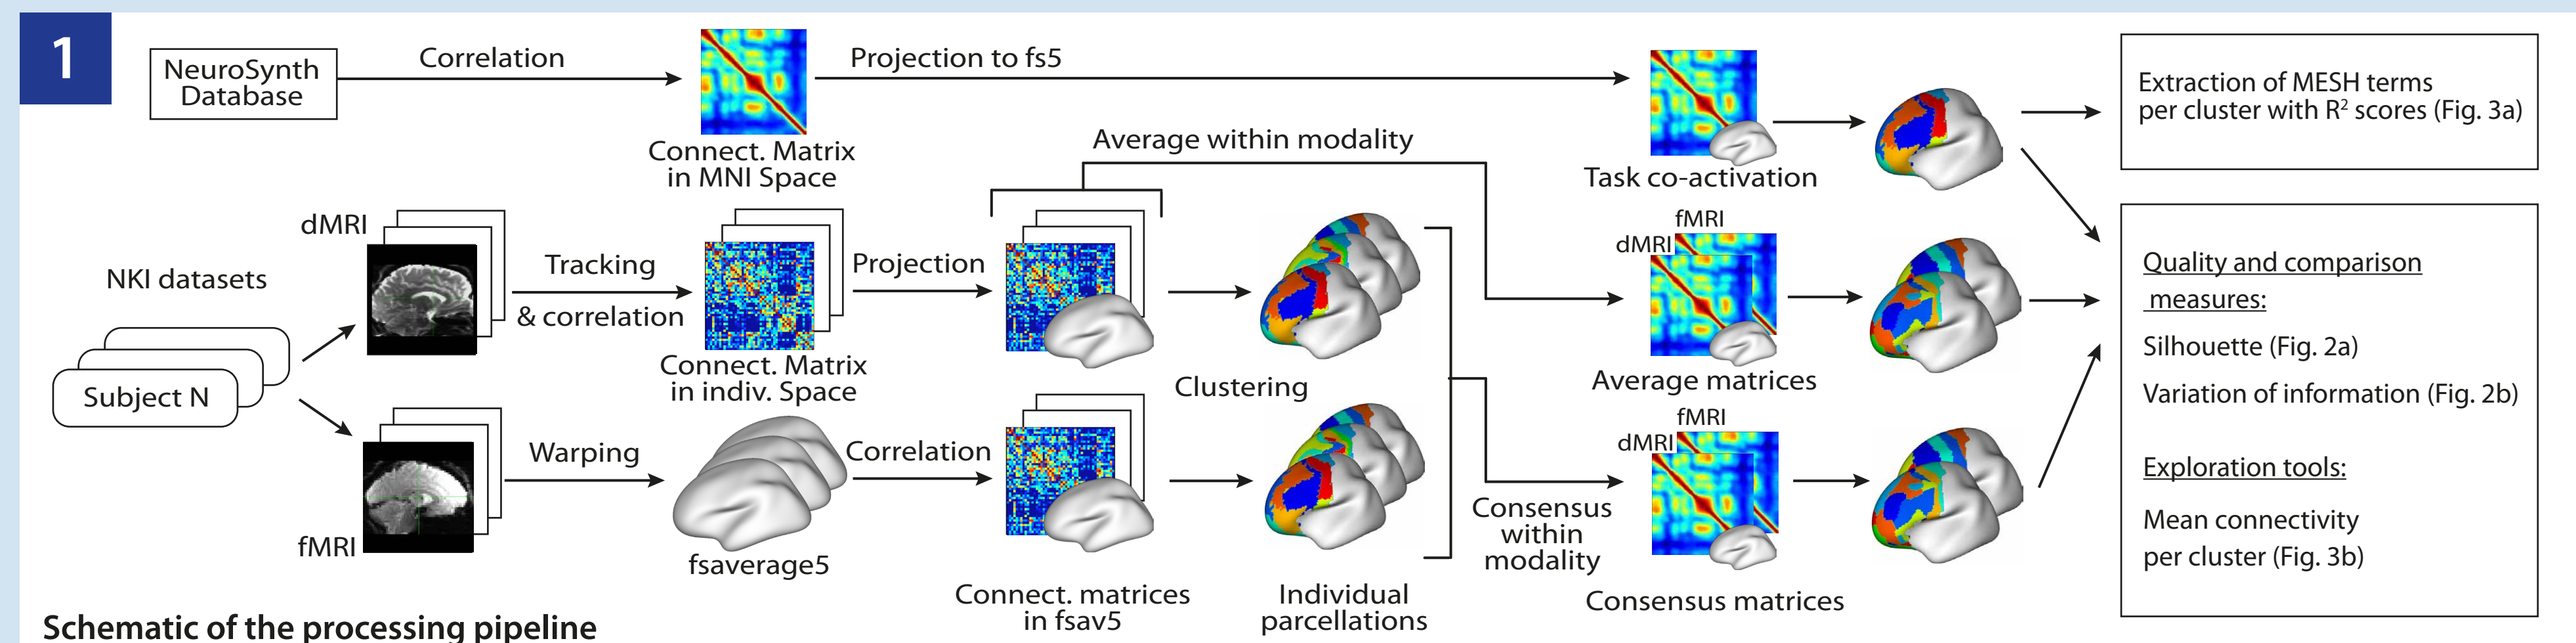 1
NeuroSynth
Database
Correlation
Connect. Matrix
in MNI Space
Projection to fs5
Task co-activation
Extraction of MESH terms
per cluster with R² scores (Fig. 3a)
Average within modality
NKI datasets
Subject N
dMRI
Tracking
& correlation
Connect. Matrix
in indiv. Space
Projection
fMRI
Warping
fsaverage5
Correlation
Connect. matrices
in fsav5
Clustering
Individual
parcellations
fMRI
dMRI
Average matrices
Consensus
within
modality
fMRI
dMRI
Consensus matrices
Quality and comparison
measures:
Silhouette (Fig. 2a)
Variation of information (Fig. 2b)
Exploration tools:
Mean connectivity
per cluster (Fig. 3b)
Schematic of the processing pipeline